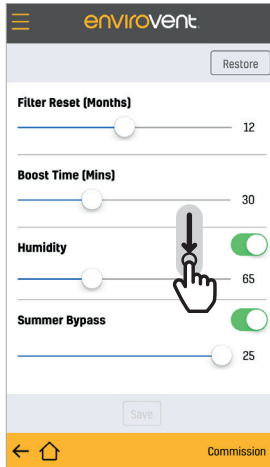 envirovent
Restore
Filter Reset (Months)
12
Boost Time (Mins)
30
Humidity
65
Summer Bypass
25
Save
Commission